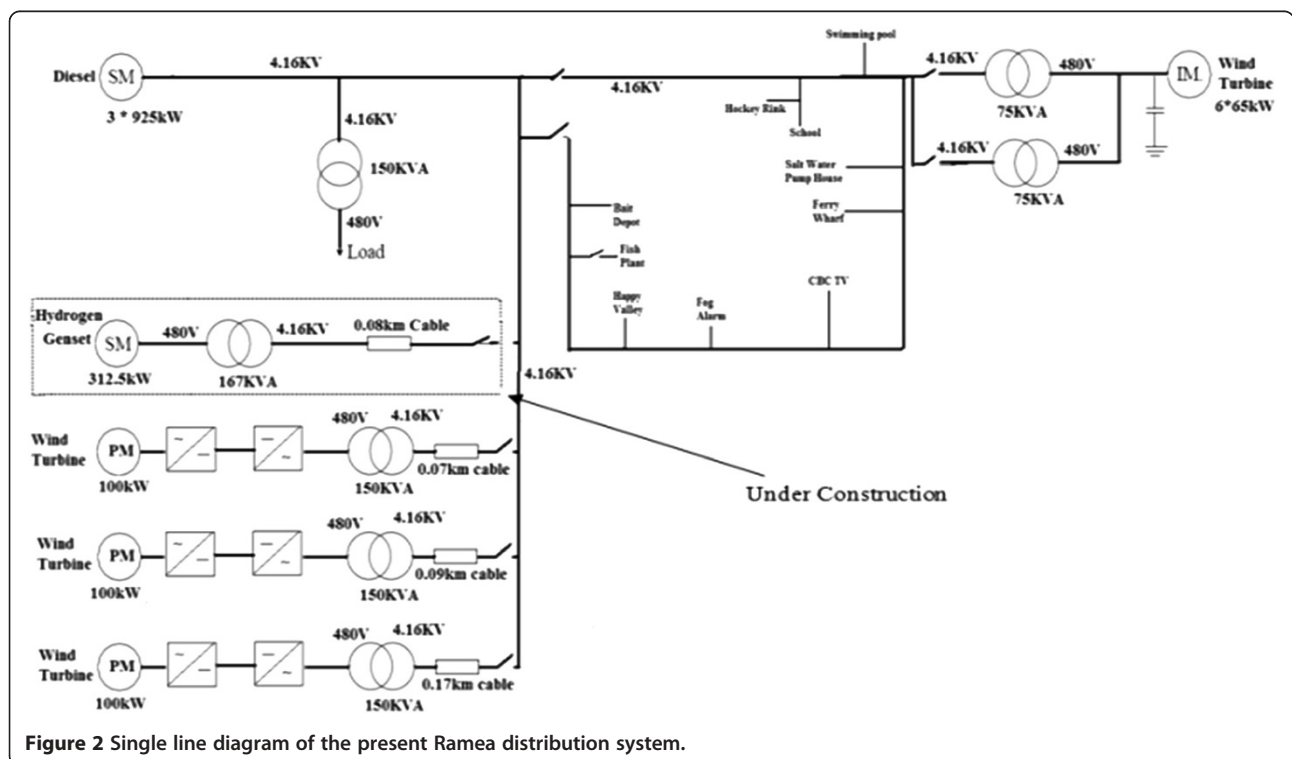 Swimming pool
Diesel
SM
3 * 925kW
4.16KV
4.16KV
150KVA
480V
Load
4.16KV
Hockey Rink
School
Salt Water
Pump House
Ferry
Wharf
CBC TV
Bait
Depot
Fish
Plant
Happy
Valley
Fog
Alarm
4.16KV
480V
75KVA
4.16KV
480V
75KVA
IM.
Wind
Turbine
6*65kW
Hydrogen
Genset
SM
312.5kW
480V
4.16KV
167KVA
0.08km Cable
4.16KV
Under Construction
Wind
Turbine
PM
100kW
480V
4.16KV
150KVA
0.07km cable
Wind
Turbine
PM
100kW
480V
4.16KV
150KVA
0.09km cable
Wind
Turbine
PM
100kW
480V
4.16KV
150KVA
0.17km cable
Figure 2 Single line diagram of the present Ramea distribution system.